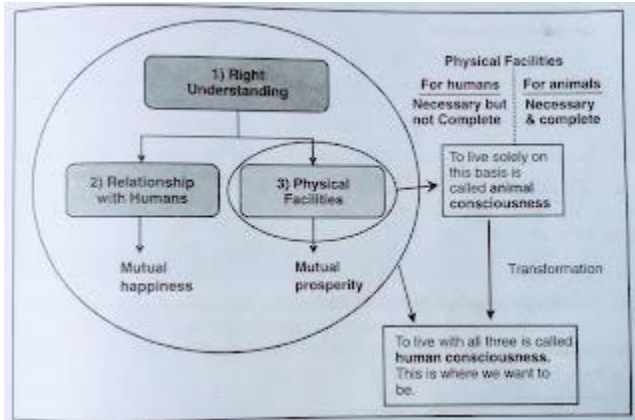 1) Right
Understanding
2) Relationship
with Humans
3) Physical
Facilities
Mutual
happiness
Mutual
prosperity
Physical Facilities
For humans
Necessary but
not Complete
For animals
Necessary
& complete
To live solely on
this basis is
called animal
consciousness
Transformation
To live with all three is called
human consciousness.
This is where we want to
be.